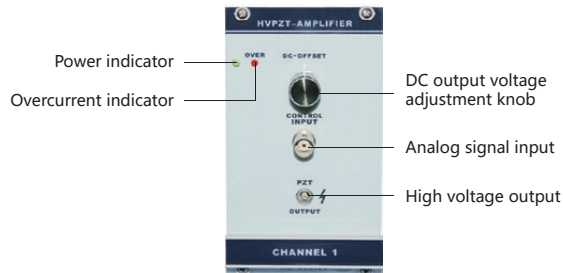 HVPZT-AMPLIFIER
OVER
DC-OFFSET
Power indicator
Overcurrent indicator
DC output voltage
adjustment knob
CONTROL
INPUT
Analog signal input
PZT
High voltage output
OUTPUT
CHANNEL 1